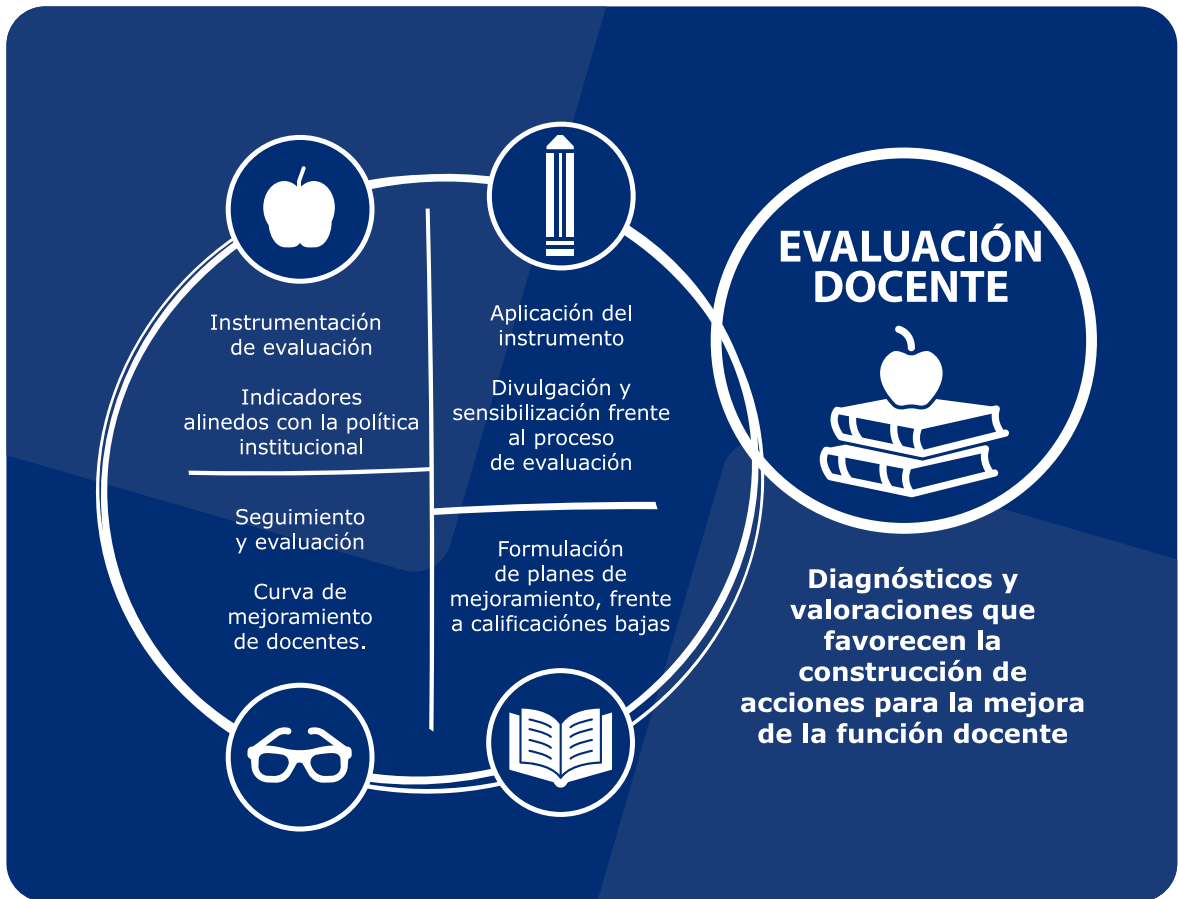 Instrumentación
de evaluación
Indicadores
alinedos con la política
institucional
Aplicación del
instrumento
Divulgación y
sensibilización frente
al proceso
de evaluación
Seguimiento
y evaluación
Curva de
mejoramiento
de docentes.
Formulación
de planes de
mejoramiento, frente
a calificaciónes bajas
EVALUACIÓN
DOCENTE
Diagnósticos y
valoraciones que
favorecen la
construcción de
acciones para la mejora
de la función docente